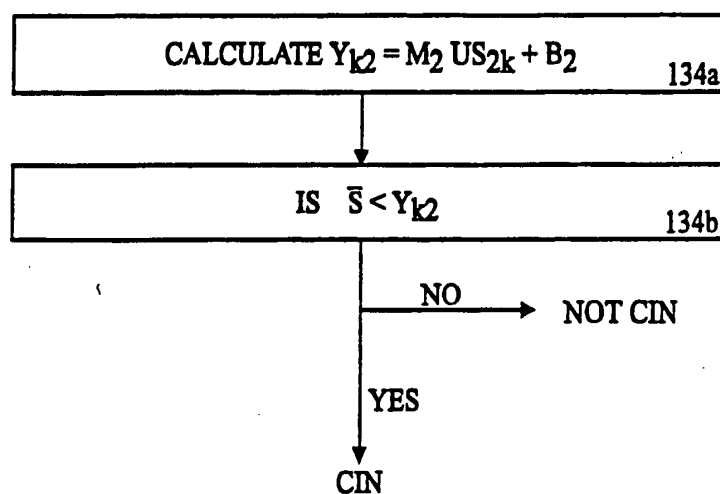 CALCULATE Yk2 = M2 US2k + B2
134a
IS S̅ < Yk2
134b
NO
NOT CIN
YES
CIN